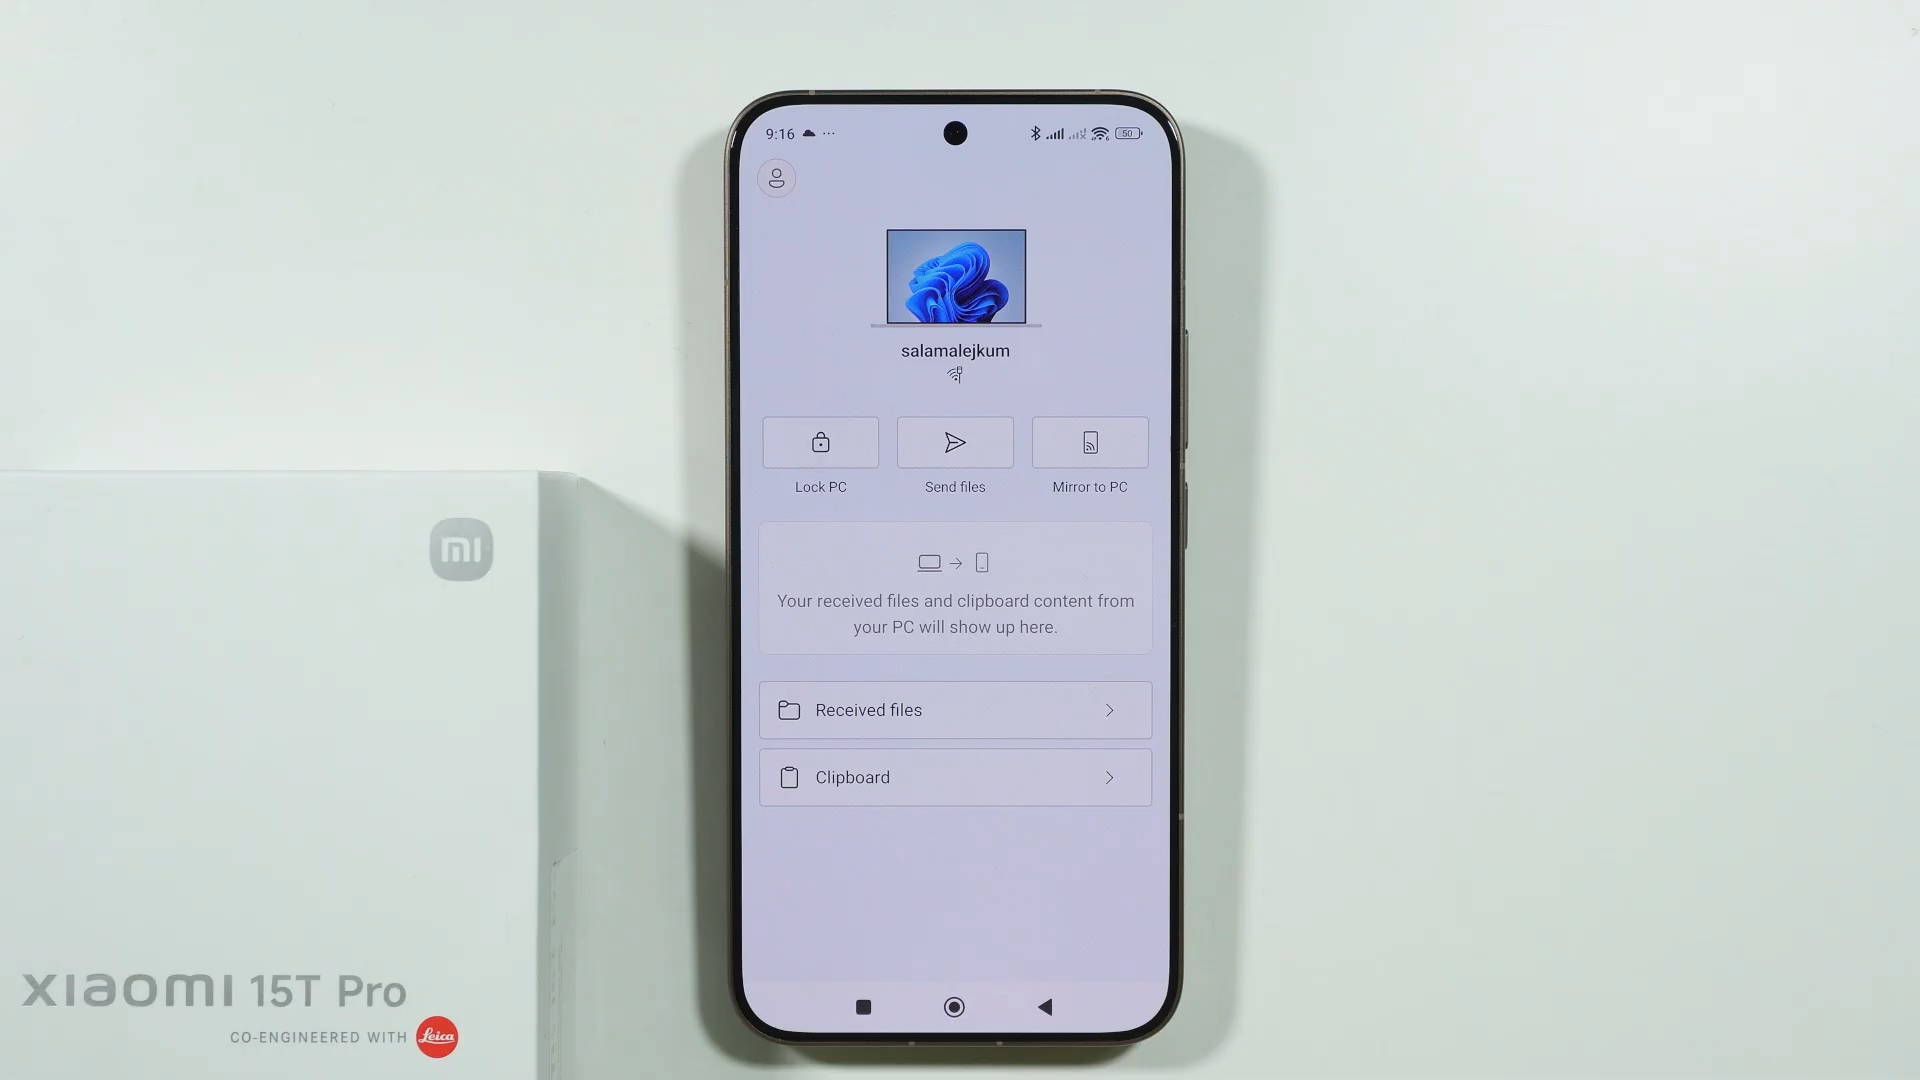 9:16
50
salamalejkum
Lock PC
Send files
Mirror to PC
Your received files and clipboard content from
your PC will show up here.
Received files
Clipboard
mi
xiaomi 15T Pro
CO-ENGINEERED WITH Leica